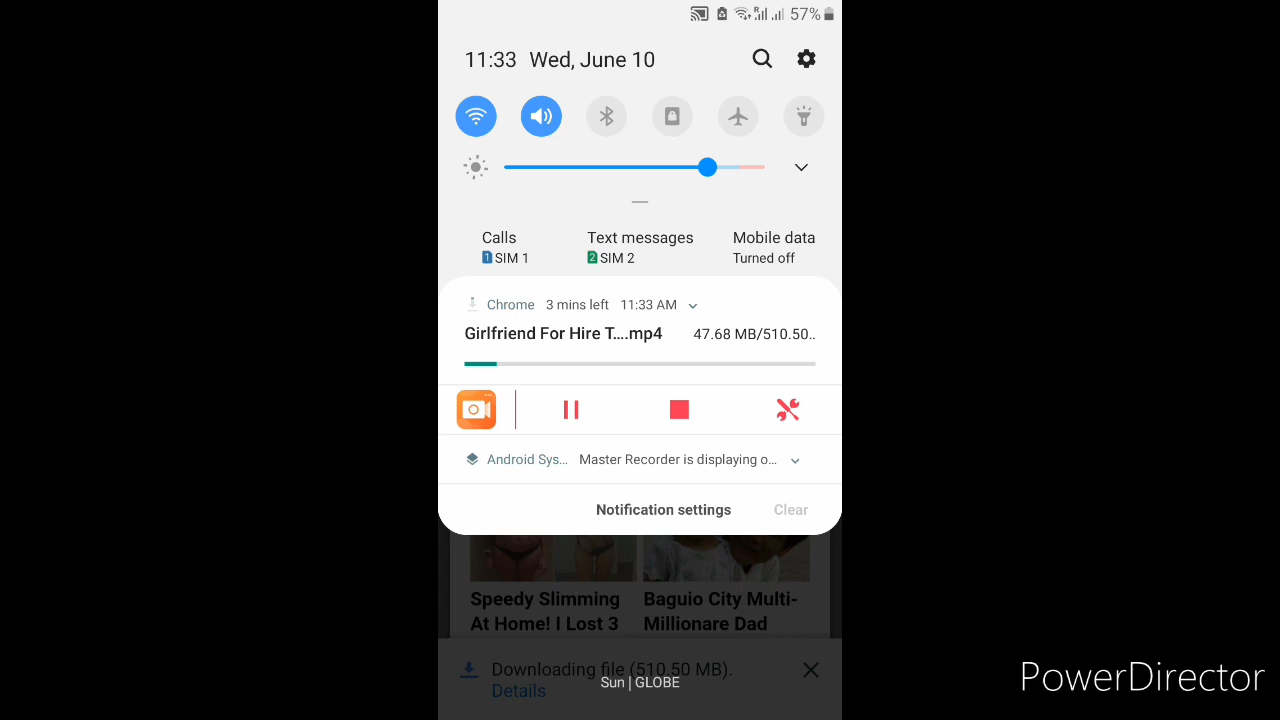 57%
11:33 Wed, June 10
Calls
1 SIM 1
Text messages
2 SIM 2
Mobile data
Turned off
Chrome 3 mins left 11:33 AM
Girlfriend For Hire T....mp4 47.68 MB/510.50..
Android Sys... Master Recorder is displaying o...
Notification settings Clear
Speedy Slimming
At Home! I Lost 3
Baguio City Multi-
Millionare Dad
Downloading file (510.50 MB).
Details
Sun | GLOBE
PowerDirector